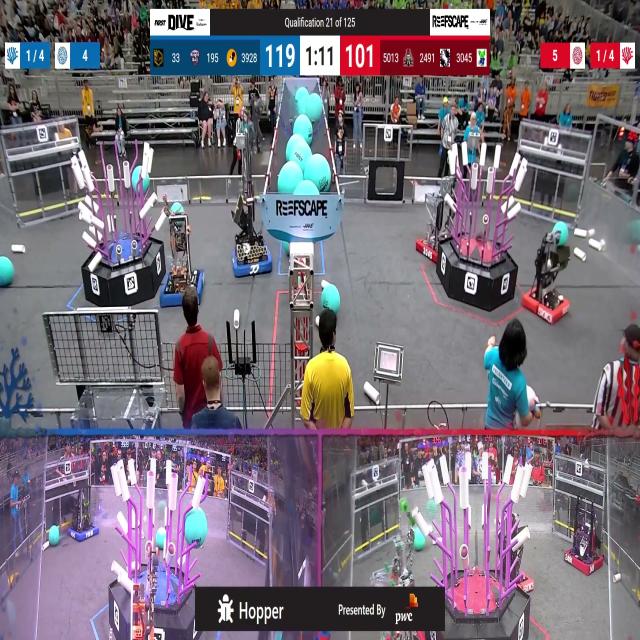 FIRST DIVE
Qualification 21 of 125
REEFSCAPE
1 / 4
4
33
195
3928
119
1:11
101
5013
2491
3045
5
1 / 4
REEFSCAPE
Hopper
Presented By
pwc